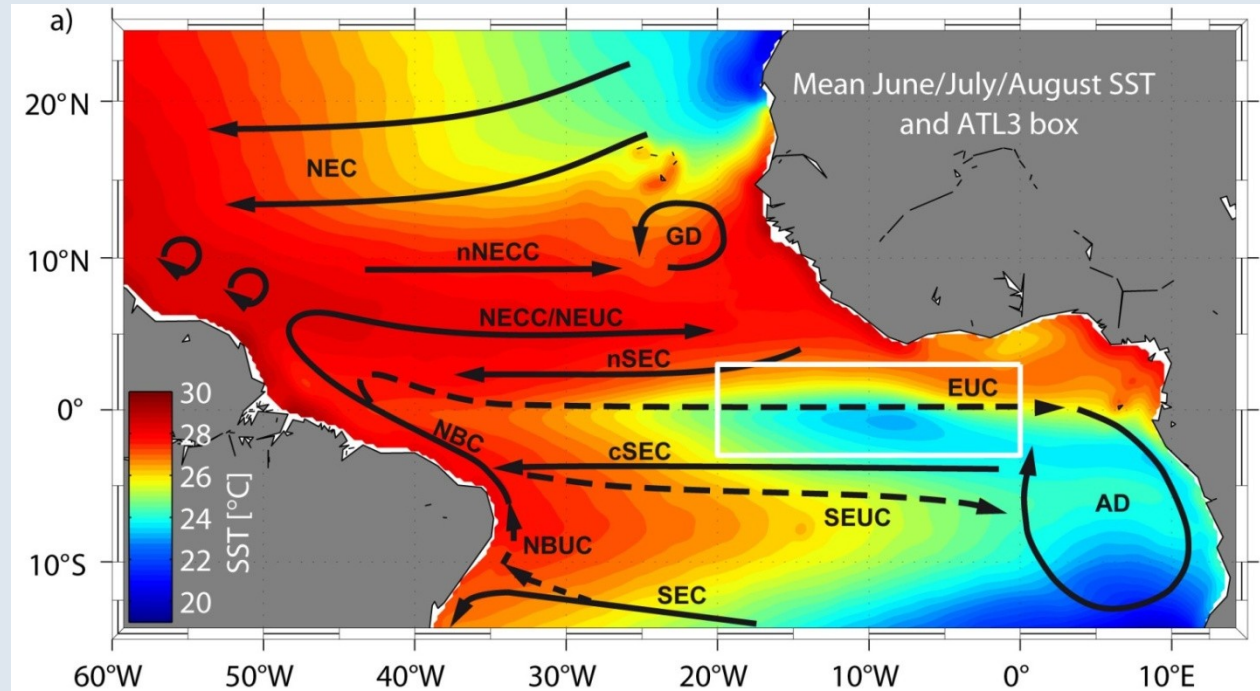 a)
Mean June/July/August SST
and ATL3 box
20°N
NEC
GD
nNECC
10°N
NECC/NEUC
nSEC
EUC
0°
NBC
cSEC
SEUC
AD
NBUC
10°S
SEC
30
28
26
24
22
20
SST [°C]
60°W
50°W
40°W
30°W
20°W
10°W
0°
10°E